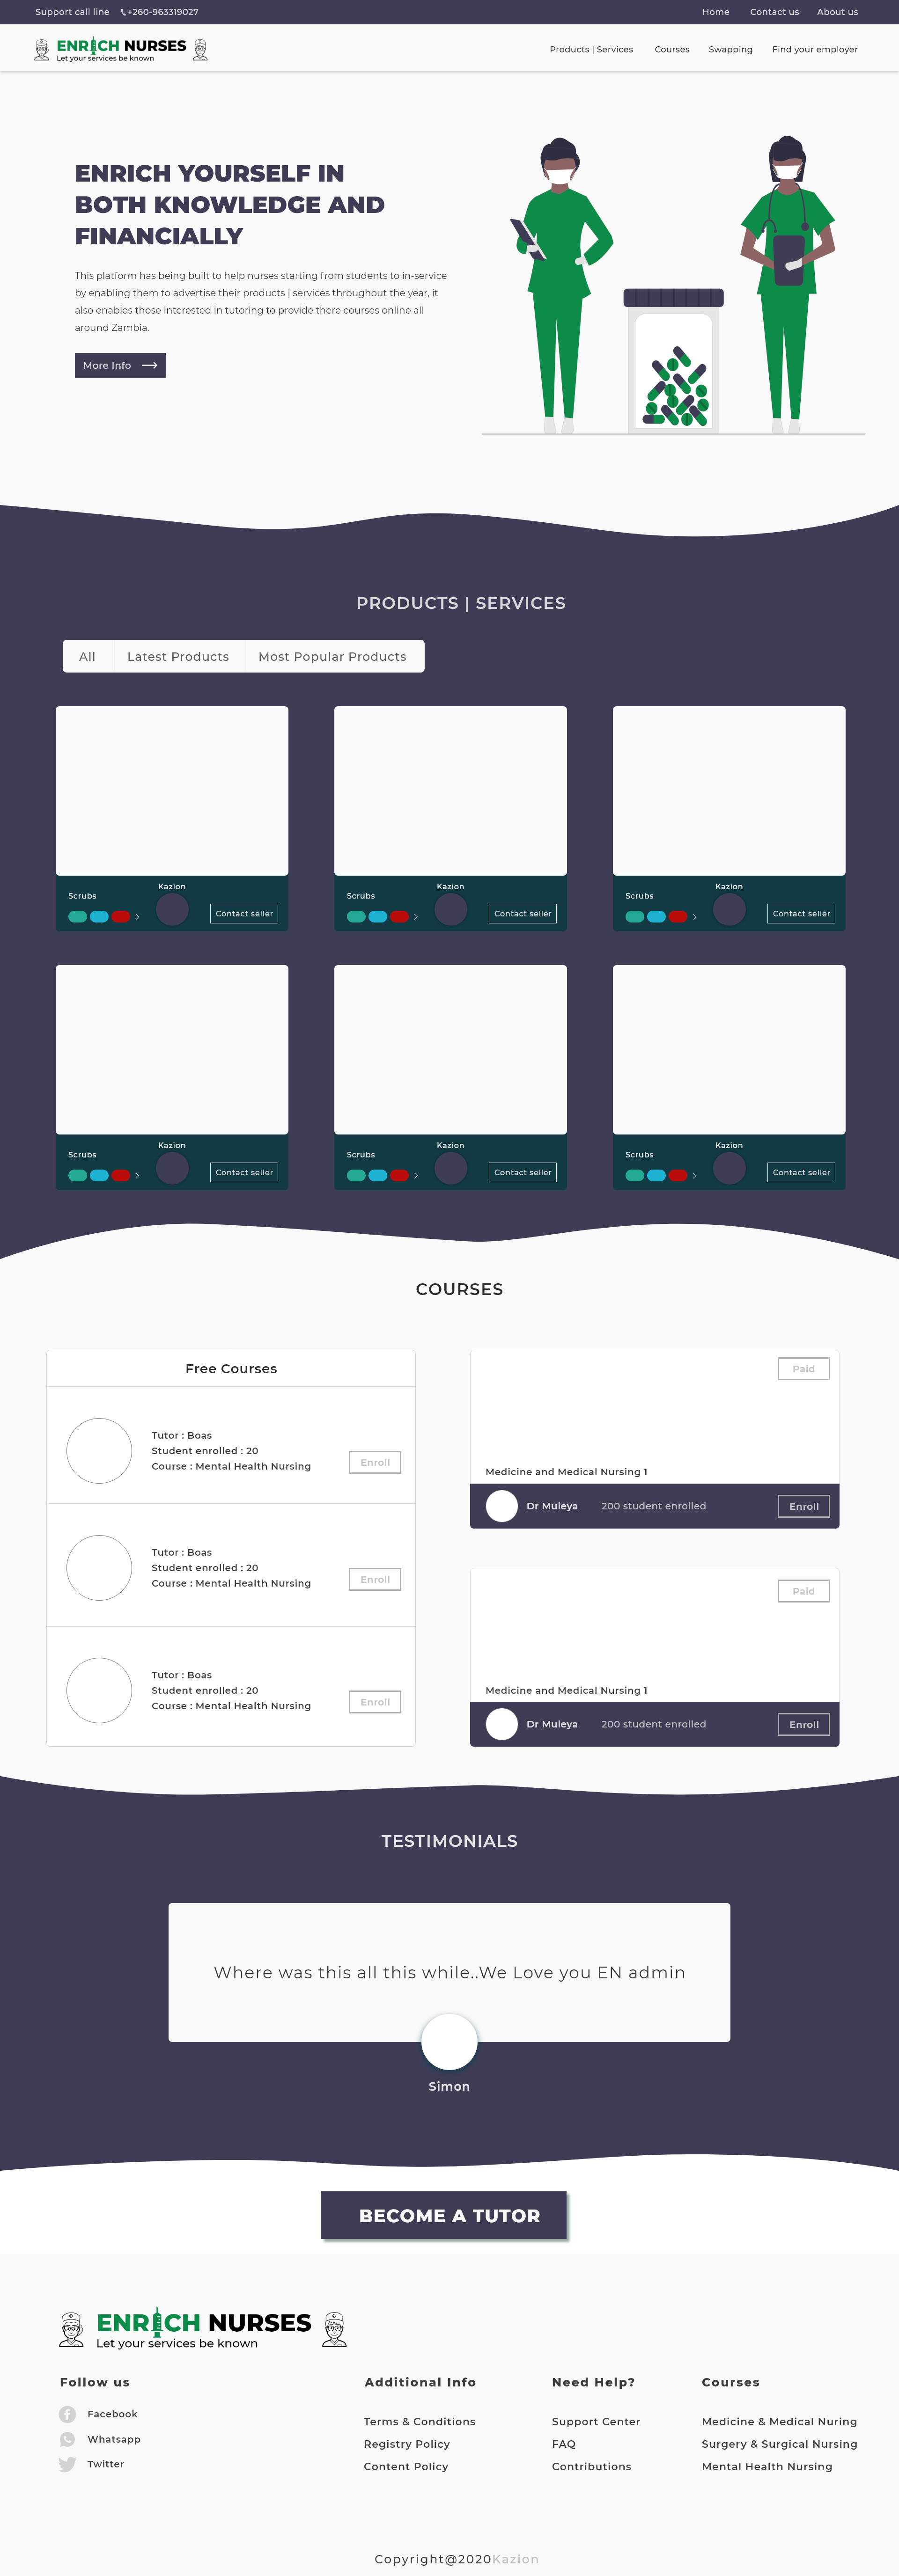 Support call line +260-963319027
Home Contact us About us
ENRICH NURSES
Let your services be known
Products | Services Courses Swapping Find your employer
ENRICH YOURSELF IN
BOTH KNOWLEDGE AND
FINANCIALLY
This platform has being built to help nurses starting from students to in-service
by enabling them to advertise their products | services throughout the year, it
also enables those interested in tutoring to provide there courses online all
around Zambia.
More Info
PRODUCTS | SERVICES
All Latest Products Most Popular Products
Scrubs Kazion Contact seller
Scrubs Kazion Contact seller
Scrubs Kazion Contact seller
Scrubs Kazion Contact seller
Scrubs Kazion Contact seller
Scrubs Kazion Contact seller
COURSES
Free Courses
Tutor : Boas
Student enrolled : 20
Course : Mental Health Nursing
Enroll
Tutor : Boas
Student enrolled : 20
Course : Mental Health Nursing
Enroll
Tutor : Boas
Student enrolled : 20
Course : Mental Health Nursing
Enroll
Paid
Medicine and Medical Nursing 1
Dr Muleya 200 student enrolled Enroll
Paid
Medicine and Medical Nursing 1
Dr Muleya 200 student enrolled Enroll
TESTIMONIALS
Where was this all this while..We Love you EN admin
Simon
BECOME A TUTOR
ENRICH NURSES
Let your services be known
Follow us
Facebook
Whatsapp
Twitter
Additional Info
Terms & Conditions
Registry Policy
Content Policy
Need Help?
Support Center
FAQ
Contributions
Courses
Medicine & Medical Nuring
Surgery & Surgical Nursing
Mental Health Nursing
Copyright@2020Kazion